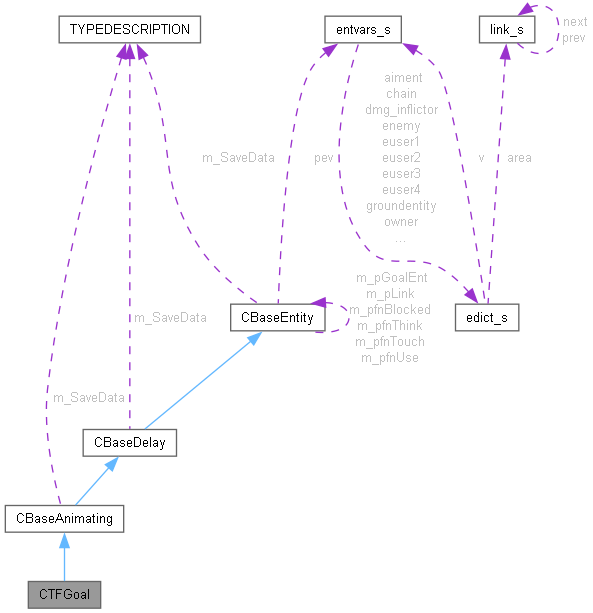 TYPEDESCRIPTION
entvars_s
link_s
next
prev
aiment
chain
dmg_inflictor
enemy
euser1
euser2
euser3
euser4
groundentity
owner
...
m_SaveData
pev
v
area
m_pGoalEnt
m_pLink
m_pfnBlocked
m_pfnThink
m_pfnTouch
m_pfnUse
CBaseEntity
edict_s
m_SaveData
m_SaveData
CBaseDelay
CBaseAnimating
CTFGoal